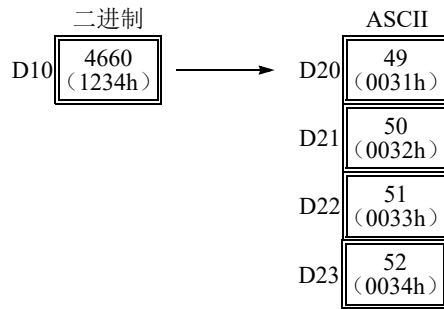 二进制
ASCII
D10
4660
（1234h）
D20
49
（0031h）
D21
50
（0032h）
D22
51
（0033h）
D23
52
（0034h）